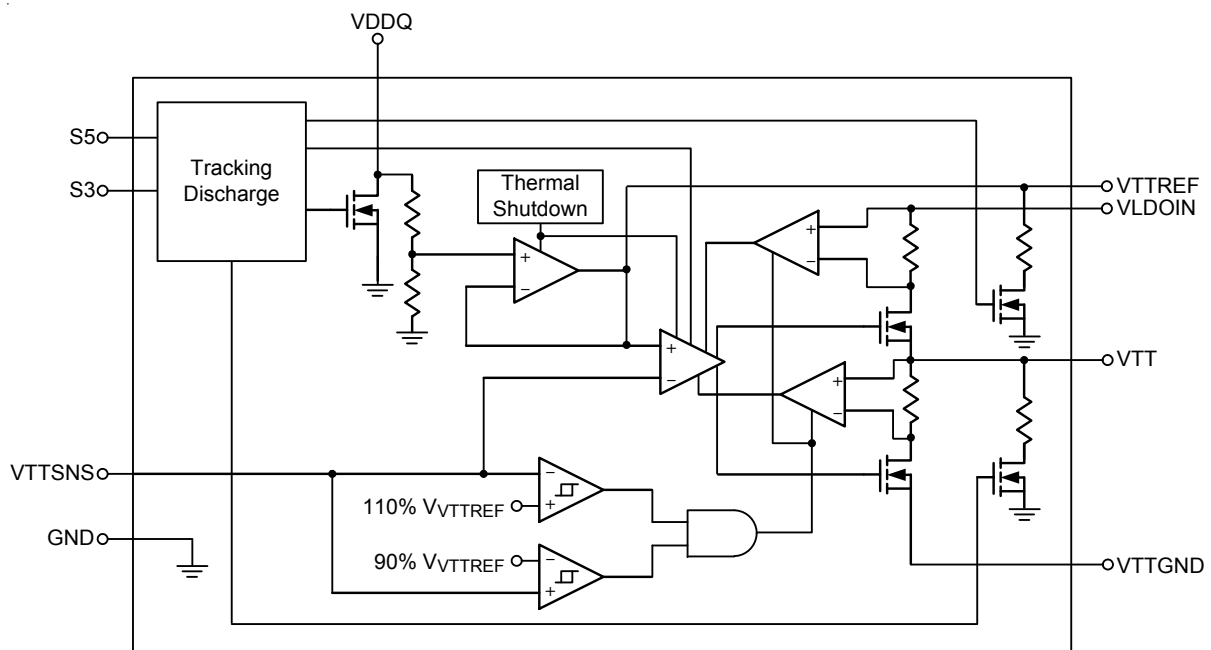 VDDQ
S5
S3
Tracking
Discharge
Thermal
Shutdown
VTTREF
VLDOIN
+
−
+
−
+
−
+
−
VTT
VTTSNS
−
+
110% VVTTREF
GND
90% VVTTREF
−
+
VTTGND